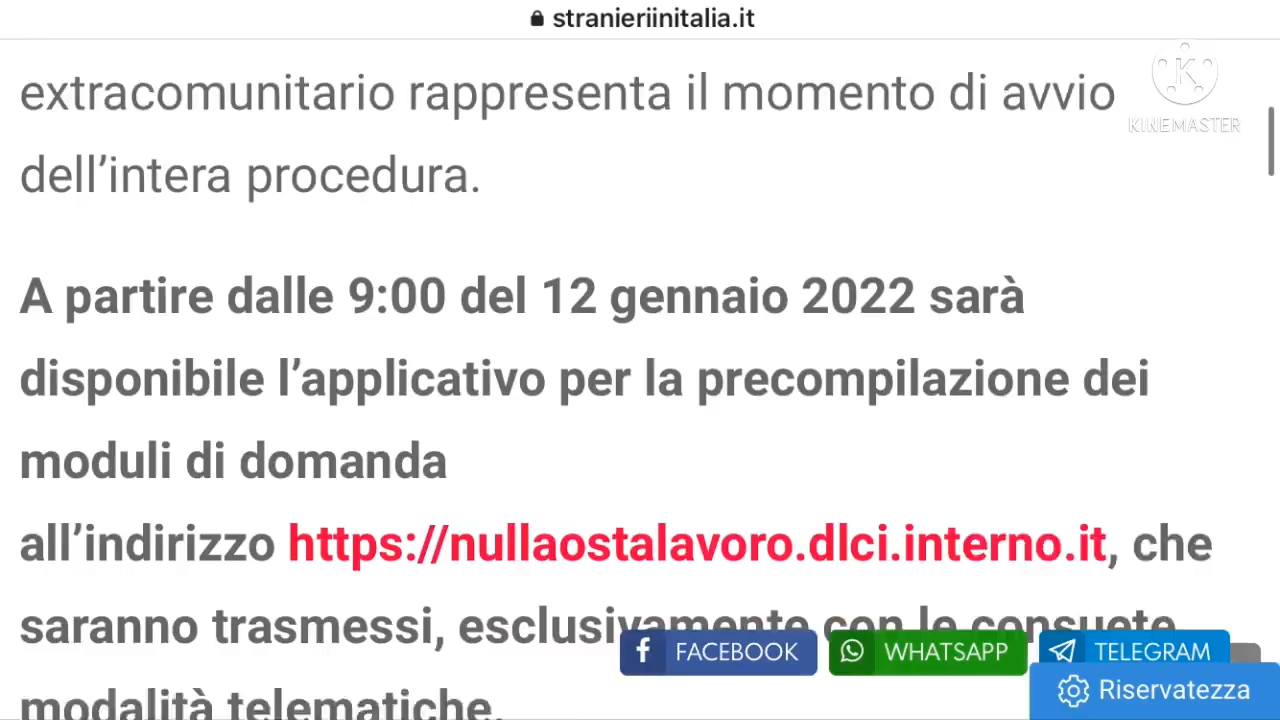 stranieriinitalia.it
extracomunitario rappresenta il momento di avvio
KINEMASTER
dell’intera procedura.
A partire dalle 9:00 del 12 gennaio 2022 sarà
disponibile l’applicativo per la precompilazione dei
moduli di domanda
all’indirizzo https://nullaostalavoro.dlci.interno.it, che
saranno trasmessi, esclusivamente con le consuete
FACEBOOK WHATSAPP TELEGRAM
Riservatezza
modalità telematiche.